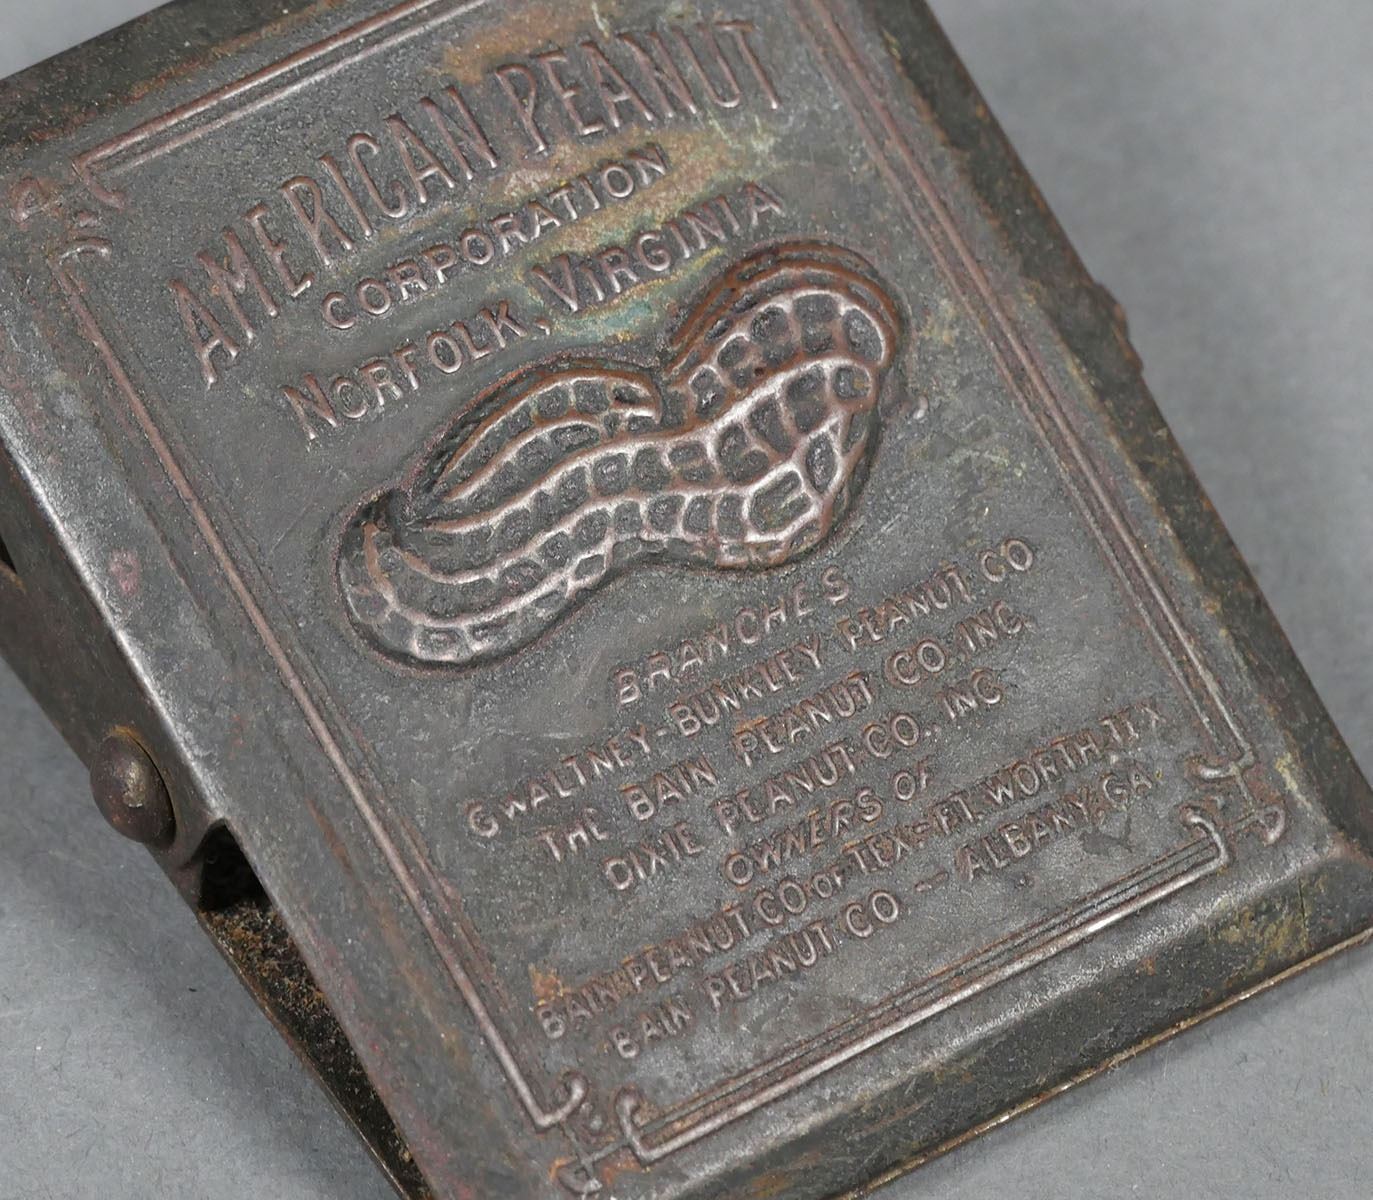 AMERICAN PEANUT
CORPORATION
NORFOLK, VIRGINIA
BRANCHES
GWALTNEY-BUNKLEY PEANUT CO
THE BAIN PEANUT CO. INC.
DIXIE PEANUT CO., INC
OWNERS OF
BAIN PEANUT CO OF TEX.= FT. WORTH, TEX
BAIN PEANUT CO — ALBANY, GA